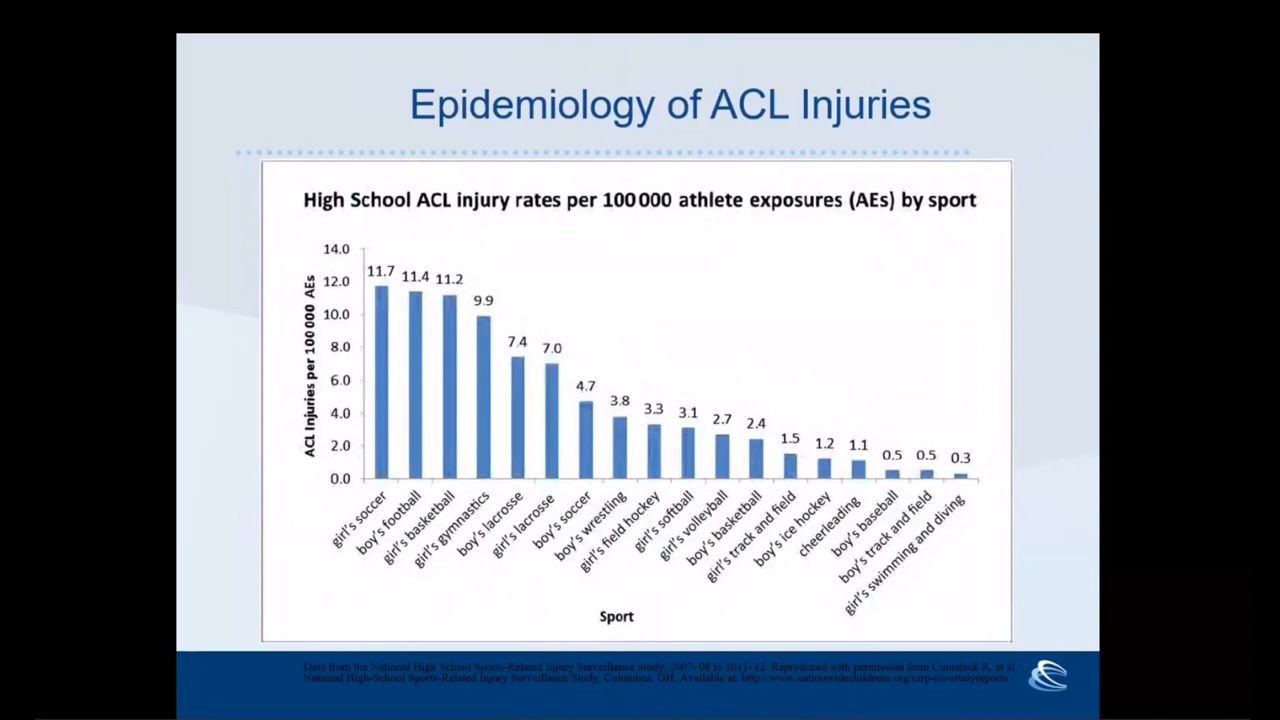 Epidemiology of ACL Injuries
High School ACL injury rates per 100 000 athlete exposures (AEs) by sport
ACL Injuries per 100 000 AEs
14.0
12.0
10.0
8.0
6.0
4.0
2.0
0.0
11.7
11.4
11.2
9.9
7.4
7.0
4.7
3.8
3.3
3.1
2.7
2.4
1.5
1.2
1.1
0.5
0.5
0.3
girl's soccer
boy's football
girl's basketball
girl's gymnastics
boy's lacrosse
girl's lacrosse
boy's soccer
boy's wrestling
girl's field hockey
girl's softball
girl's volleyball
boy's basketball
girl's track and field
boy's ice hockey
cheerleading
boy's baseball
boy's track and field
girl's swimming and diving
Sport
Data from the National High School Sports-Related Injury Surveillance Study, 2007–08 to 2011–12. Reproduced with permission from Comstock R, et al.
National High-School Sports-Related Injury Surveillance Study. Columbus, OH. Available at: http://www.nationwidechildrens.org/cirp-rio-studyreports.